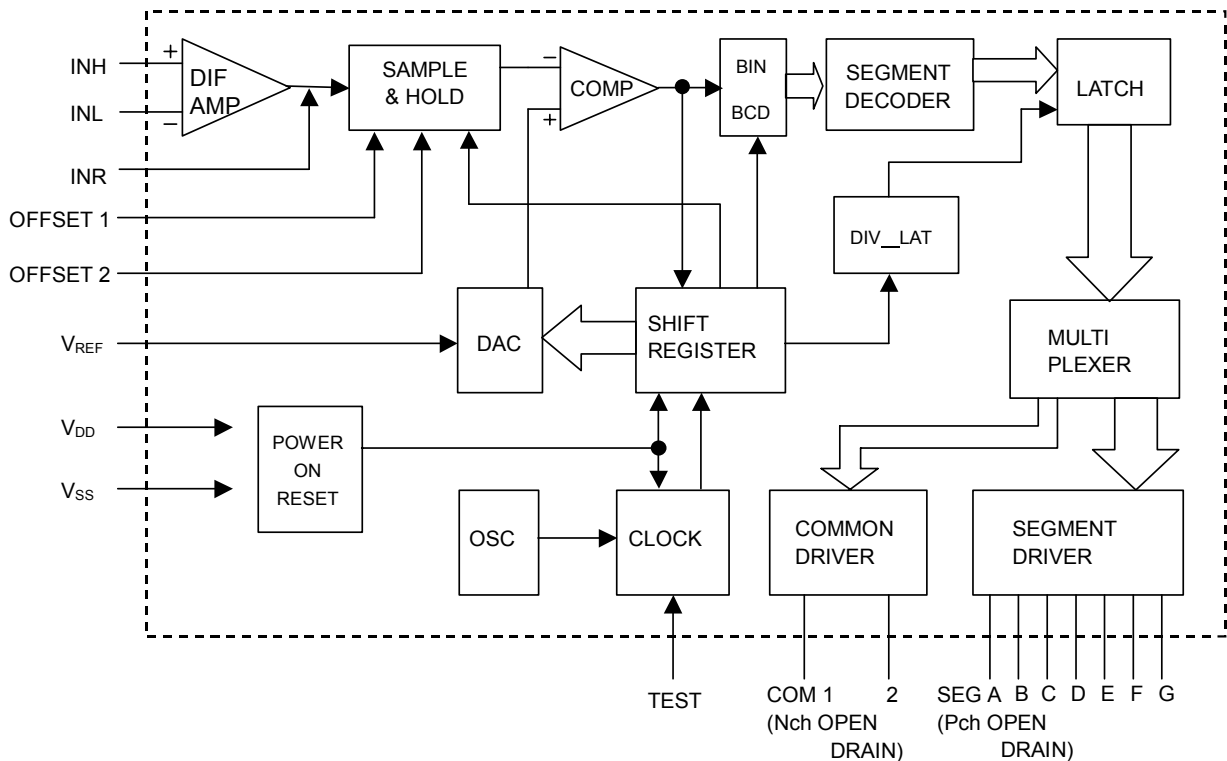 INH
INL
INR
OFFSET 1
OFFSET 2
VREF
VDD
VSS
+
−
DIF
AMP
SAMPLE
& HOLD
−
+
COMP
BIN
BCD
SEGMENT
DECODER
LATCH
DIV__LAT
DAC
SHIFT
REGISTER
MULTI
PLEXER
POWER
ON
RESET
OSC
CLOCK
COMMON
DRIVER
SEGMENT
DRIVER
TEST
COM 1 2
(Nch OPEN
DRAIN)
SEG A B C D E F G
(Pch OPEN
DRAIN)